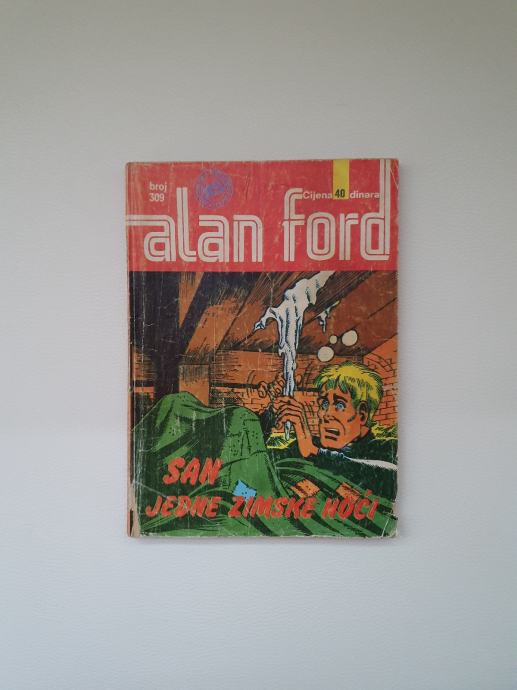 broj
309
Cijena 40 dinara
alan ford
SAN
JEDNE ZIMSKE NOĆI